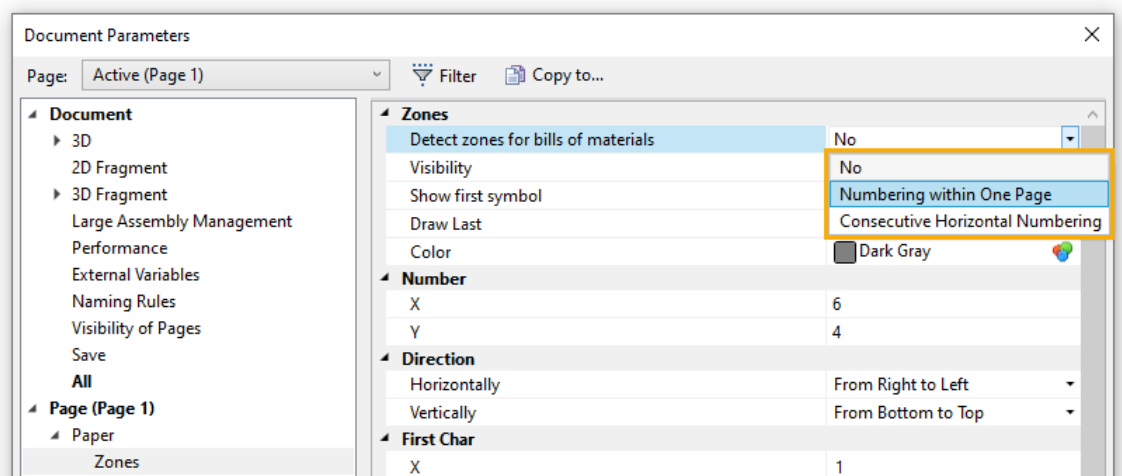 Document Parameters
Page: Active (Page 1) Filter Copy to...
Document
3D
2D Fragment
3D Fragment
Large Assembly Management
Performance
External Variables
Naming Rules
Visibility of Pages
Save
All
Page (Page 1)
Paper
Zones
Zones
Detect zones for bills of materials No
Visibility
Show first symbol
Draw Last
Color Dark Gray
No
Numbering within One Page
Consecutive Horizontal Numbering
Number
X 6
Y 4
Direction
Horizontally From Right to Left
Vertically From Bottom to Top
First Char
X 1